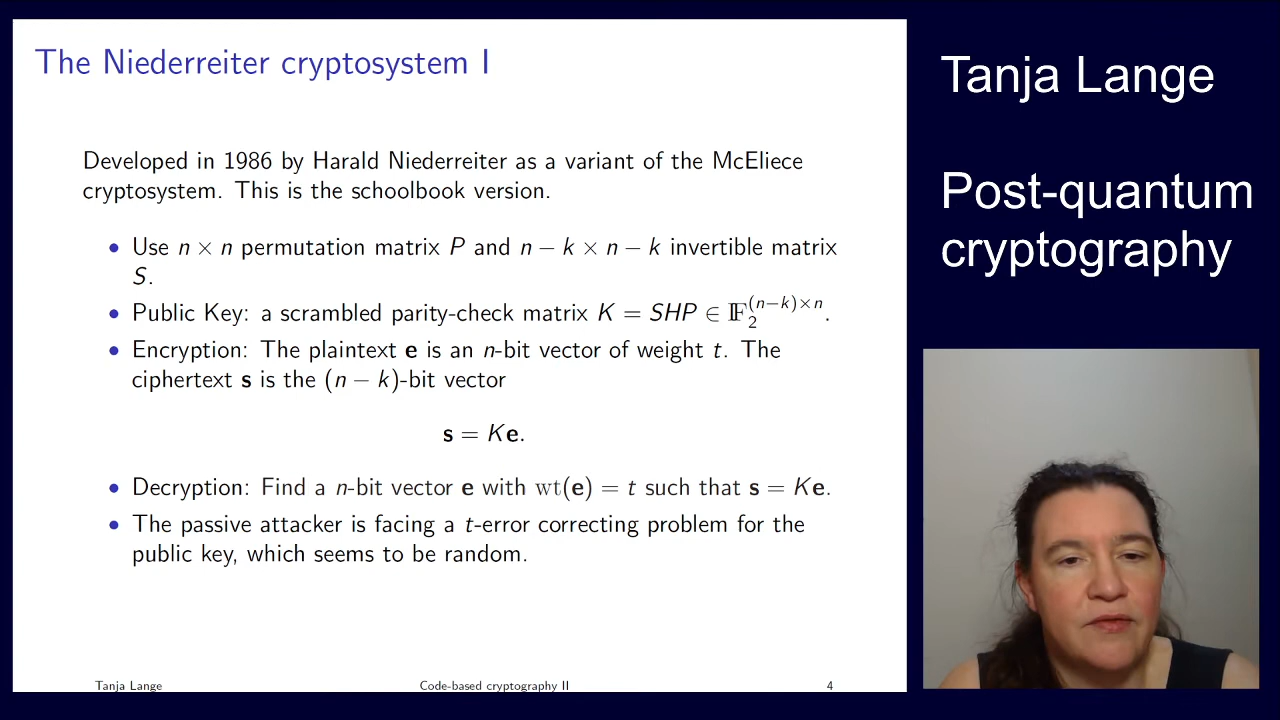 The Niederreiter cryptosystem I
Developed in 1986 by Harald Niederreiter as a variant of the McEliece
cryptosystem. This is the schoolbook version.
• Use n × n permutation matrix P and n − k × n − k invertible matrix
S.
• Public Key: a scrambled parity-check matrix K = SHP ∈ 𝔽₂^{(n−k)×n}.
• Encryption: The plaintext e is an n-bit vector of weight t. The
ciphertext s is the (n − k)-bit vector
s = Ke.
• Decryption: Find a n-bit vector e with wt(e) = t such that s = Ke.
• The passive attacker is facing a t-error correcting problem for the
public key, which seems to be random.
Tanja Lange
Code-based cryptography II
4
Tanja Lange
Post-quantum
cryptography